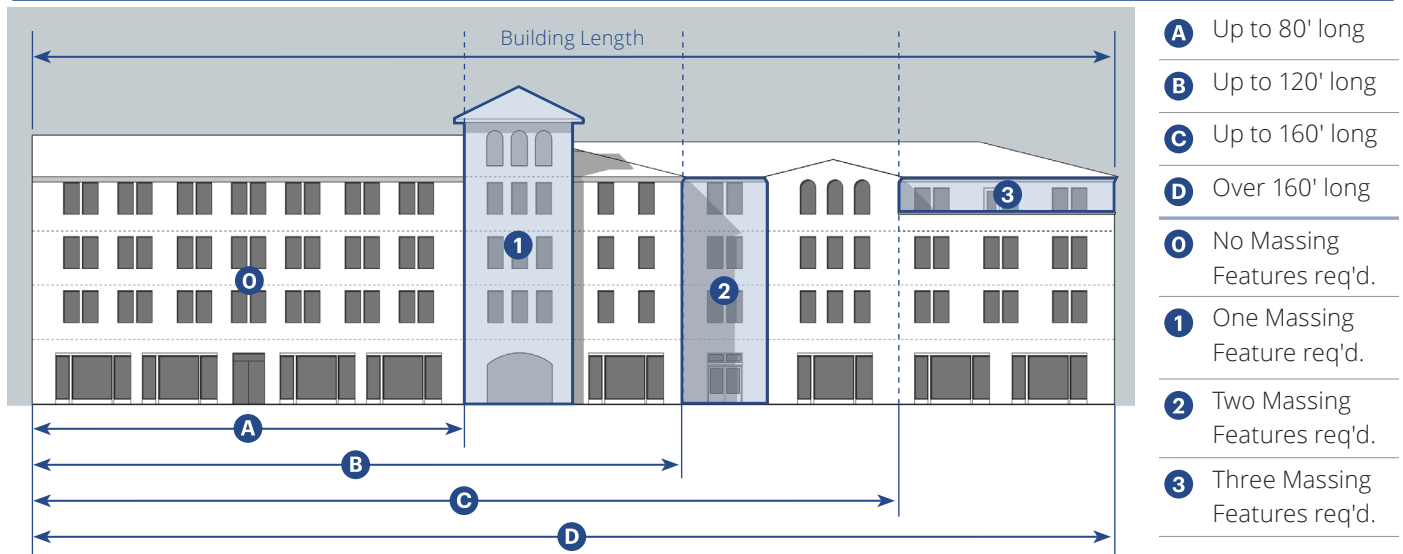 Building Length
0
1
2
3
A
B
C
D
A Up to 80' long
B Up to 120' long
C Up to 160' long
D Over 160' long
0 No Massing
Features req'd.
1 One Massing
Feature req'd.
2 Two Massing
Features req'd.
3 Three Massing
Features req'd.